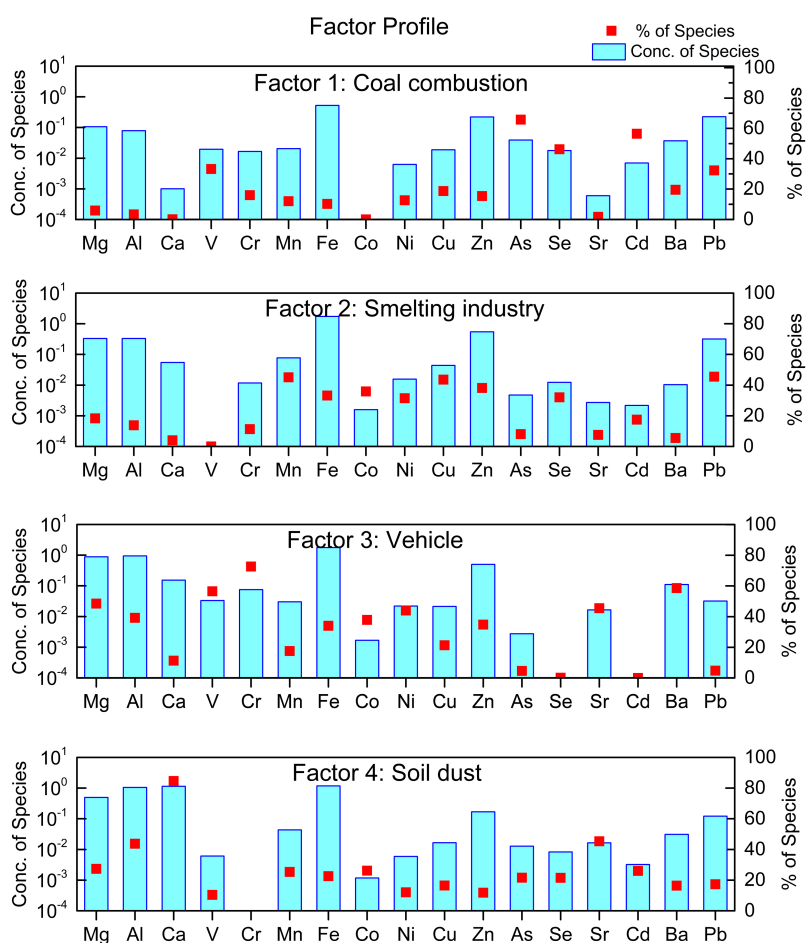 Factor Profile
% of Species
Conc. of Species
Factor 1: Coal combustion
Conc. of Species
10^1
10^0
10^-1
10^-2
10^-3
10^-4
100
80
60
40
20
0
% of Species
Mg Al Ca V Cr Mn Fe Co Ni Cu Zn As Se Sr Cd Ba Pb
Factor 2: Smelting industry
Conc. of Species
10^1
10^0
10^-1
10^-2
10^-3
10^-4
100
80
60
40
20
0
% of Species
Mg Al Ca V Cr Mn Fe Co Ni Cu Zn As Se Sr Cd Ba Pb
Factor 3: Vehicle
Conc. of Species
10^1
10^0
10^-1
10^-2
10^-3
10^-4
100
80
60
40
20
0
% of Species
Mg Al Ca V Cr Mn Fe Co Ni Cu Zn As Se Sr Cd Ba Pb
Factor 4: Soil dust
Conc. of Species
10^1
10^0
10^-1
10^-2
10^-3
10^-4
100
80
60
40
20
0
% of Species
Mg Al Ca V Cr Mn Fe Co Ni Cu Zn As Se Sr Cd Ba Pb